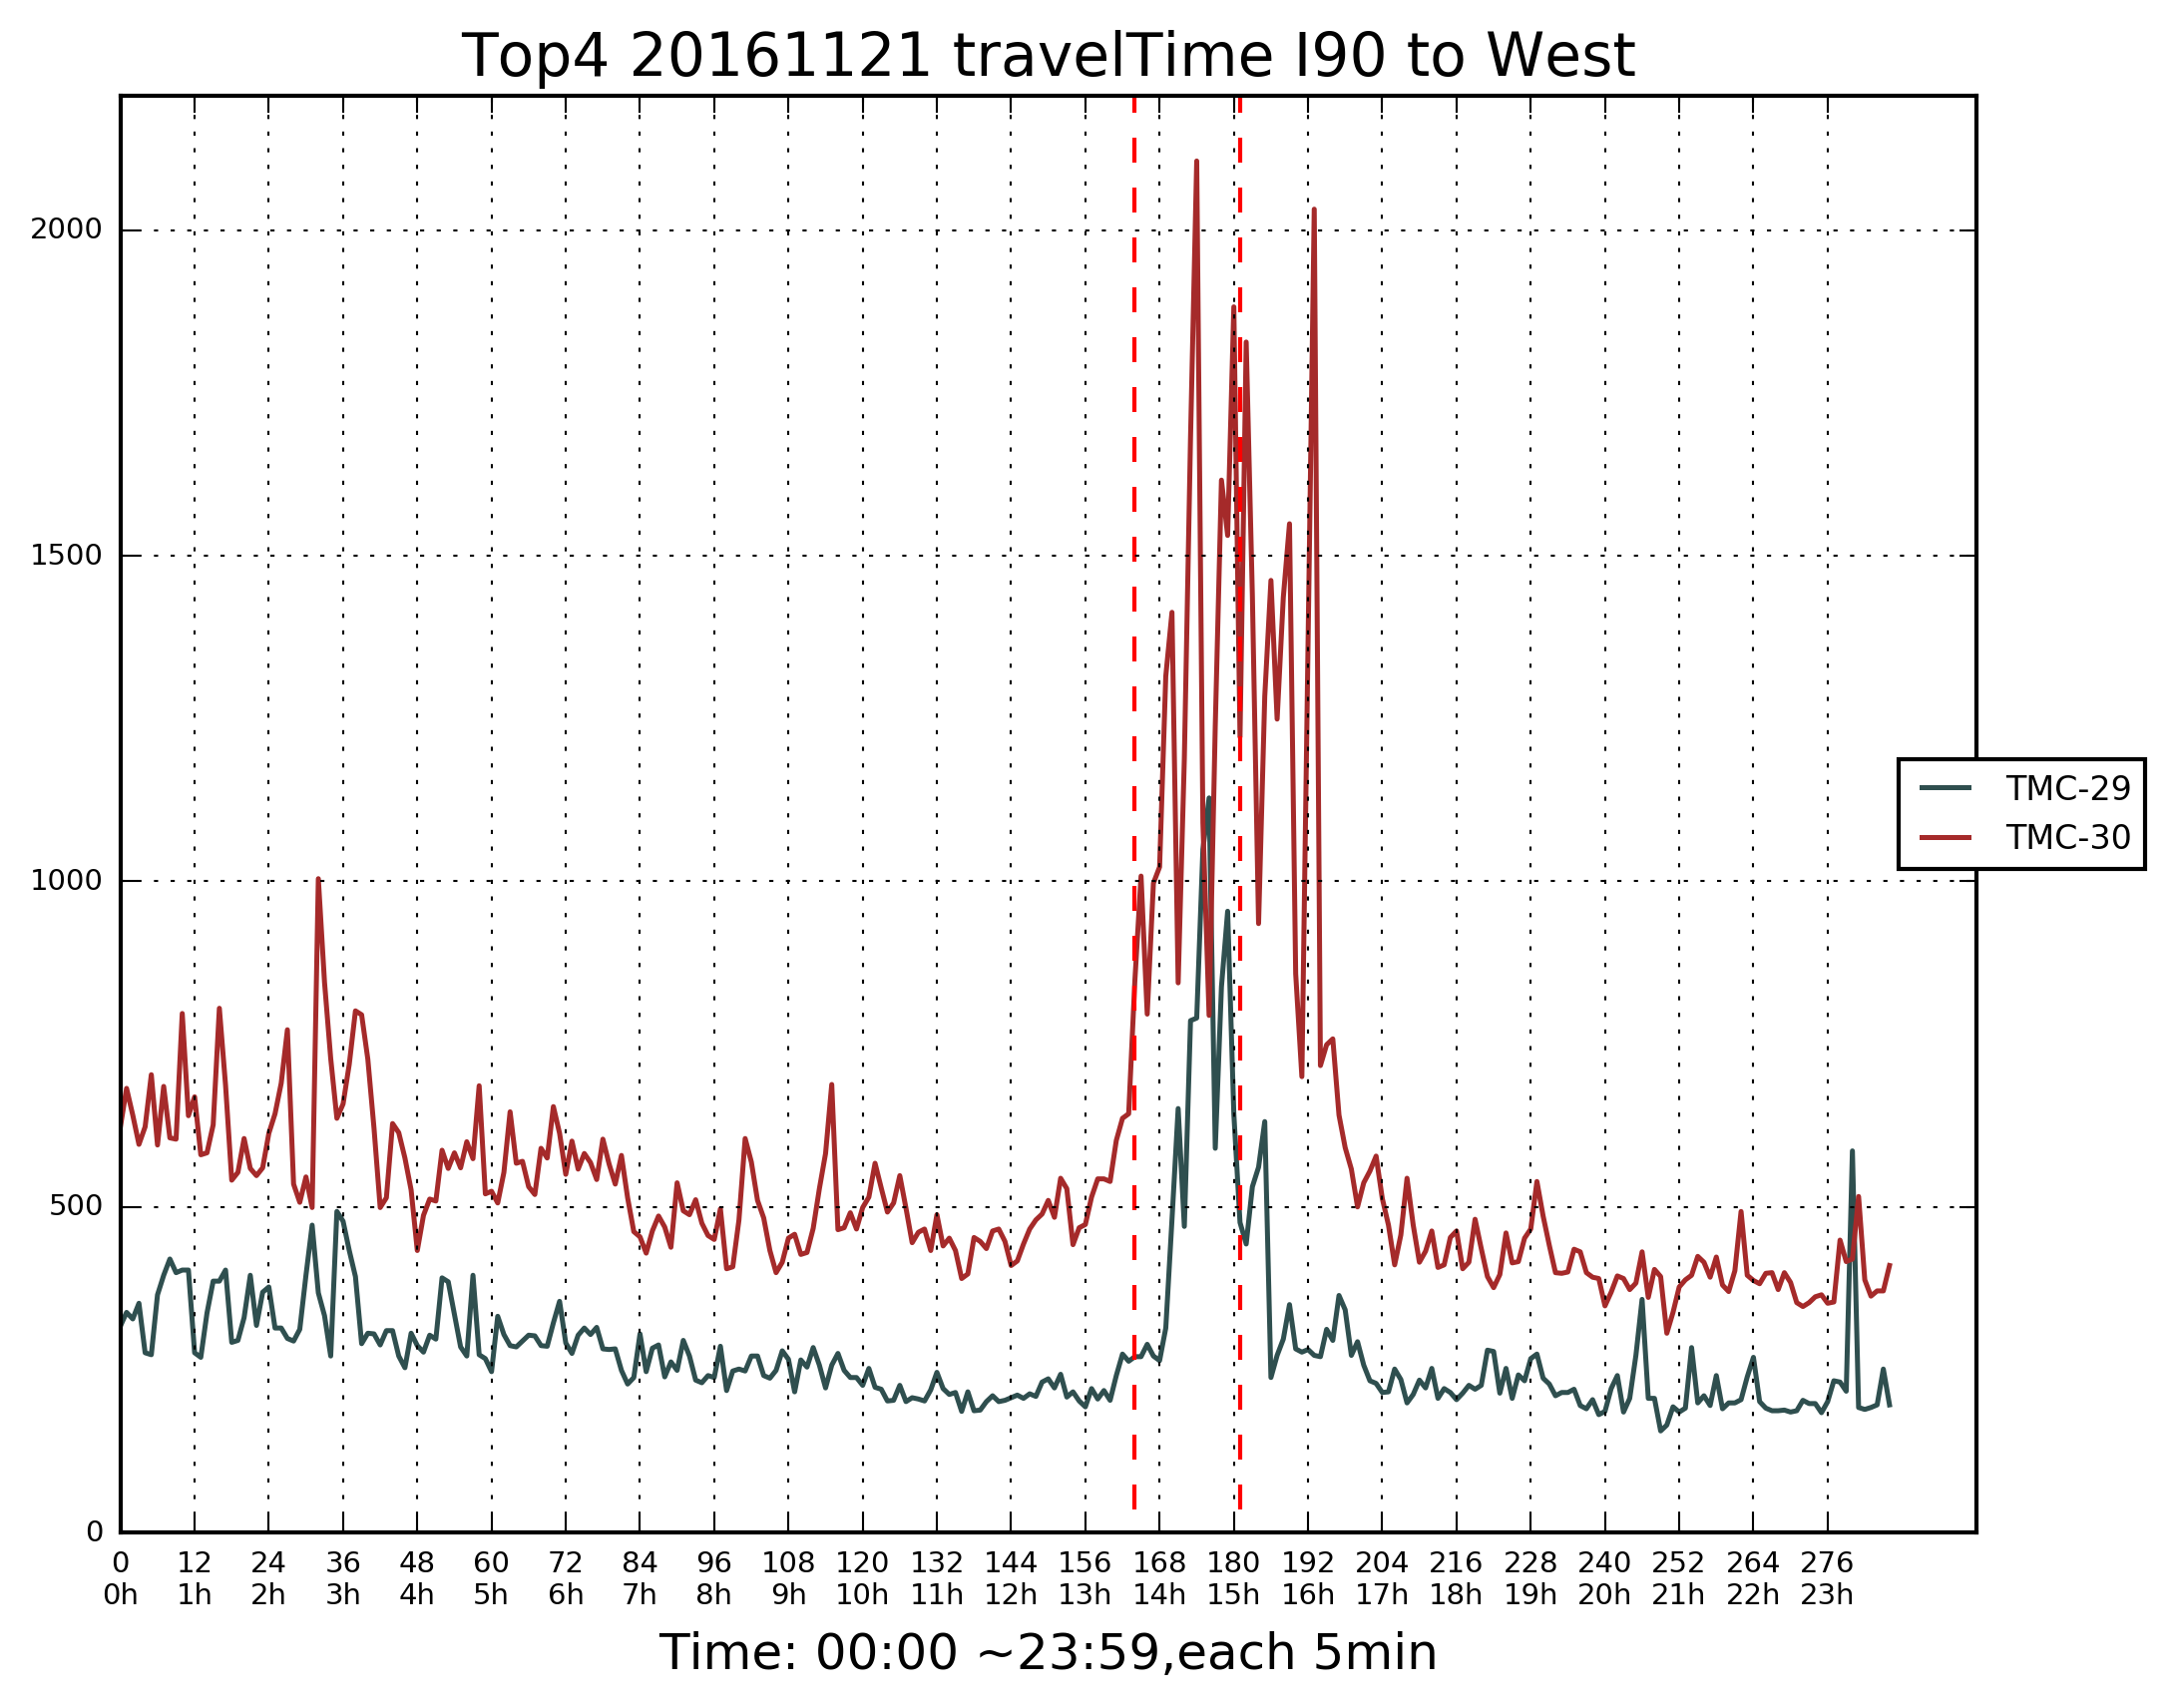 Top4 20161121 travelTime I90 to West
2000
1500
1000
500
0
TMC-29
TMC-30
0 12 24 36 48 60 72 84 96 108 120 132 144 156 168 180 192 204 216 228 240 252 264 276
0h 1h 2h 3h 4h 5h 6h 7h 8h 9h 10h 11h 12h 13h 14h 15h 16h 17h 18h 19h 20h 21h 22h 23h
Time: 00:00 ~23:59,each 5min